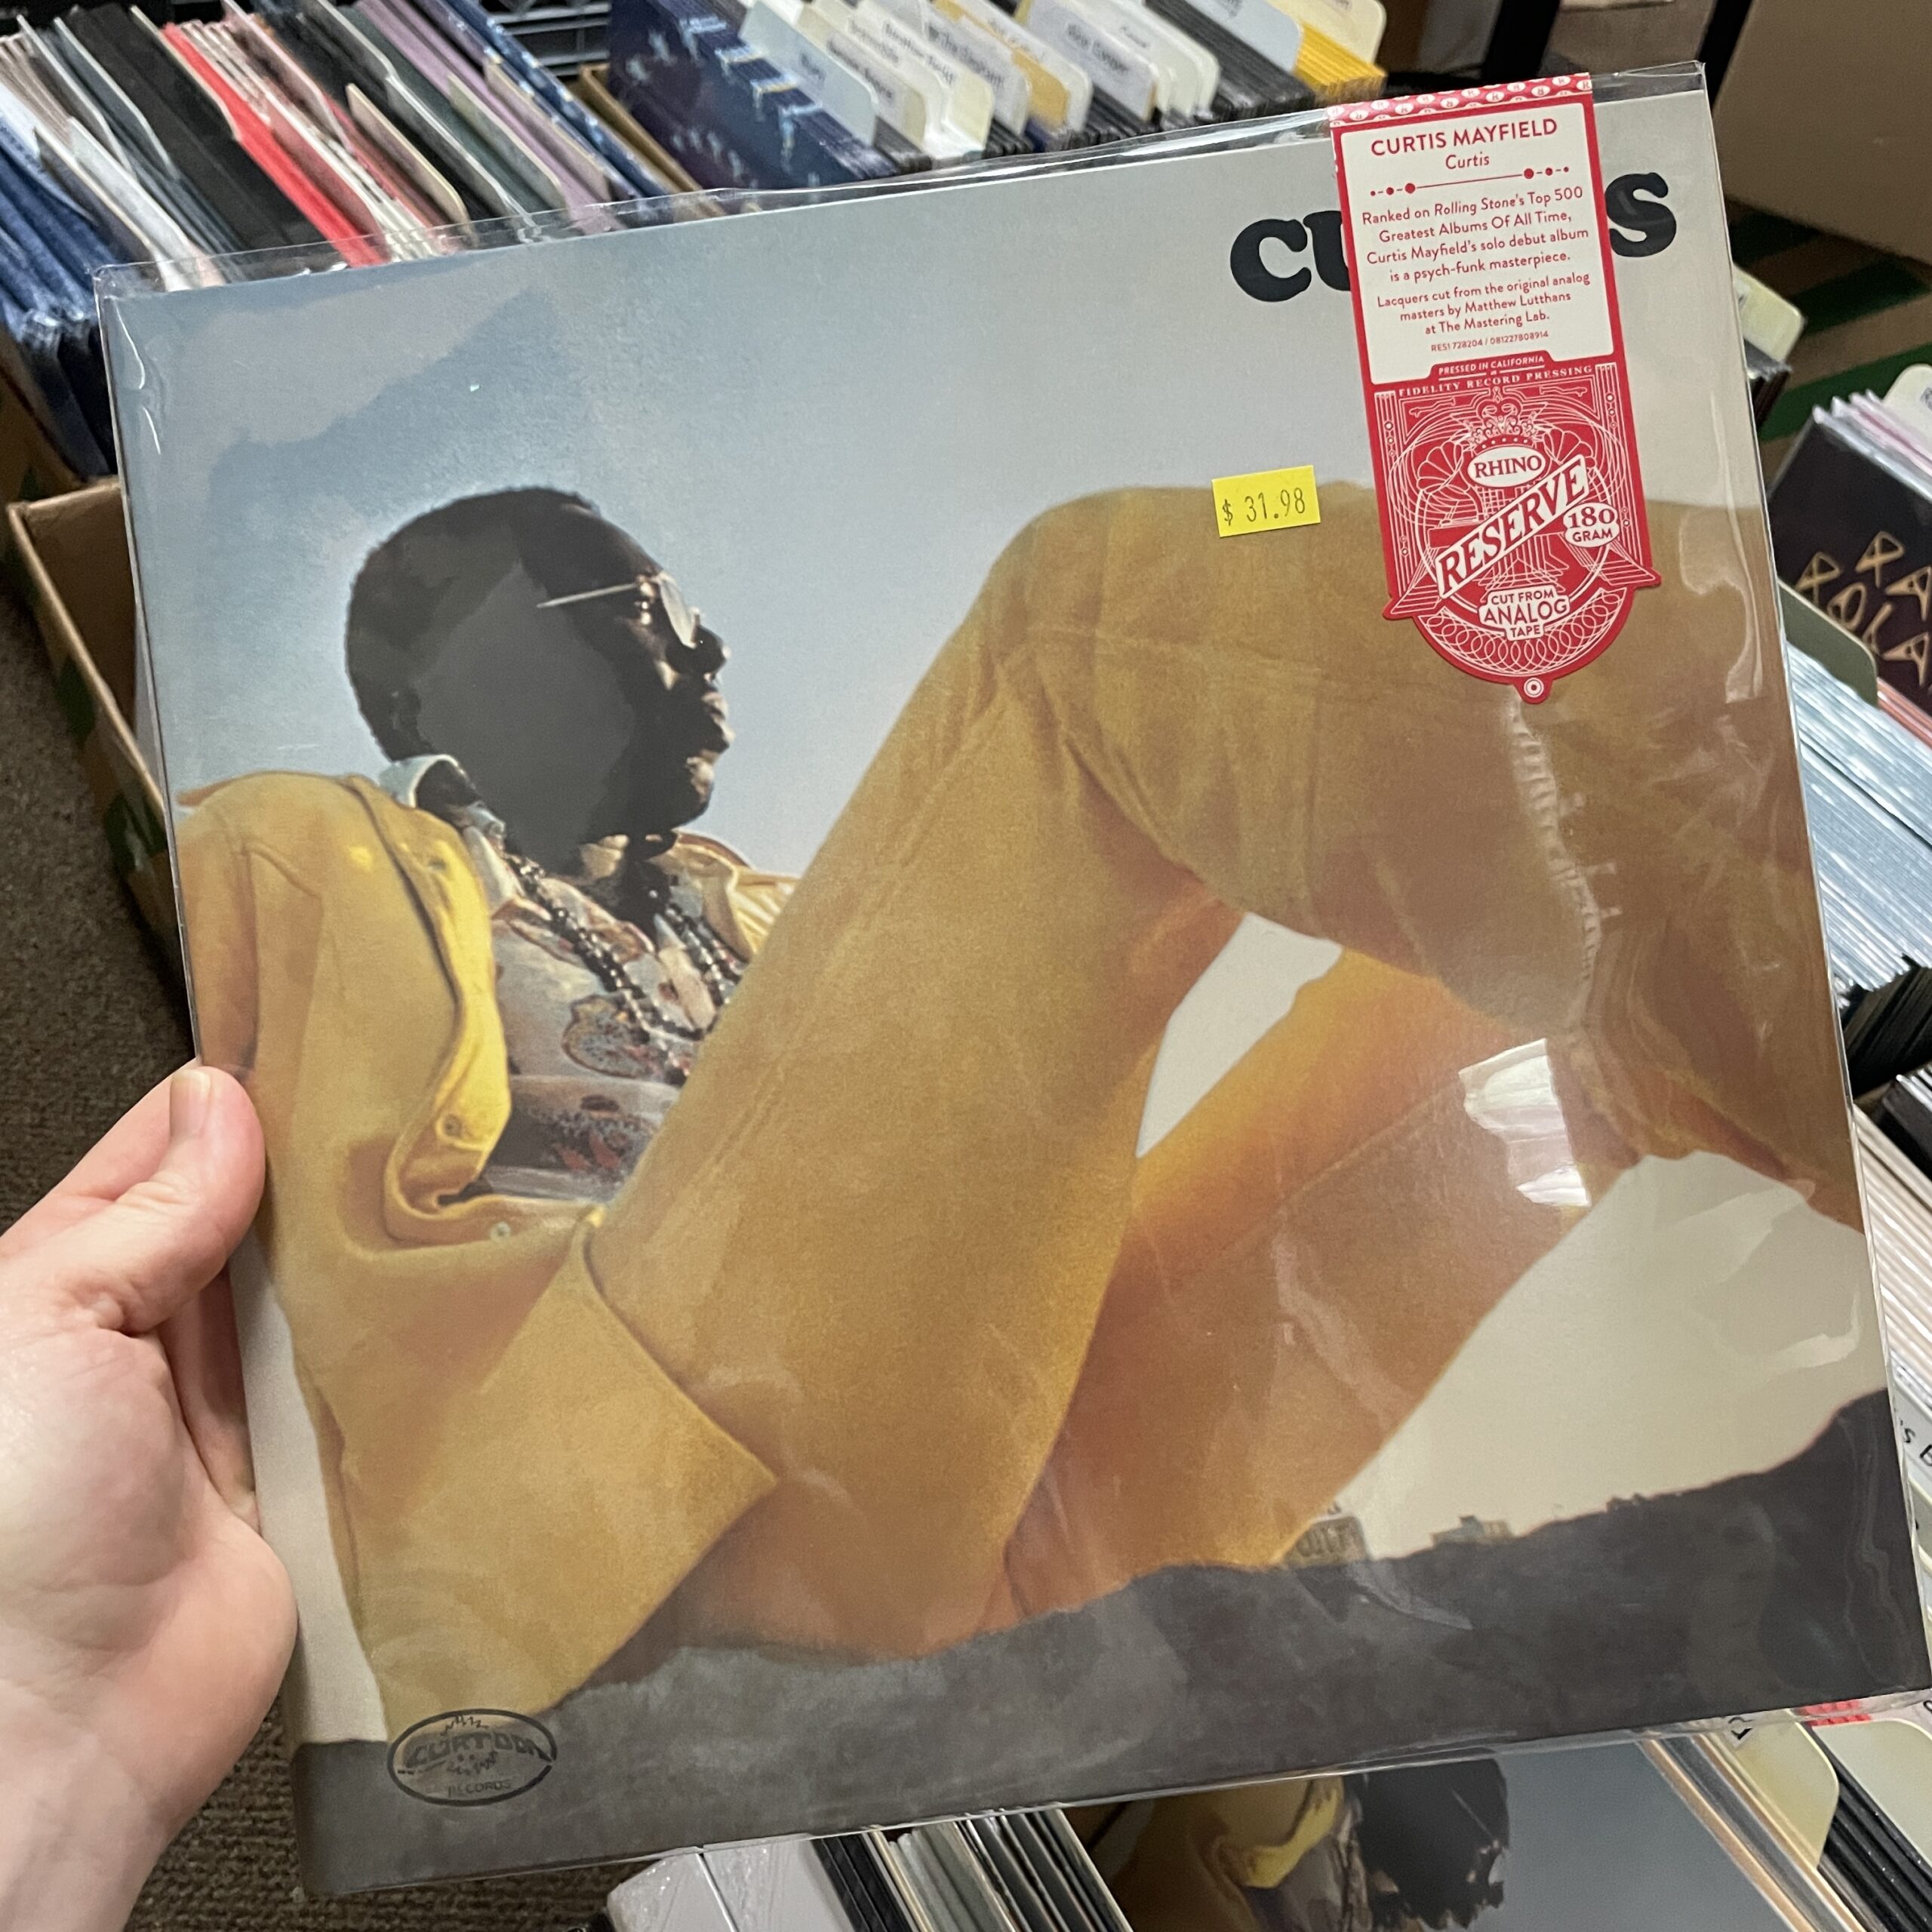 CURTIS MAYFIELD
Curtis
Ranked on Rolling Stone's Top 500
Greatest Albums Of All Time,
Curtis Mayfield's solo debut album
is a psych-funk masterpiece.
Lacquers cut from the original analog
masters by Matthew Lutthans
at The Mastering Lab.
RES1 728204 / 081227808914
PRESSED IN CALIFORNIA
FIDELITY RECORD PRESSING
RHINO
RESERVE
180
GRAM
CUT FROM
ANALOG
TAPE
$ 31.98
CURTOM
RECORDS